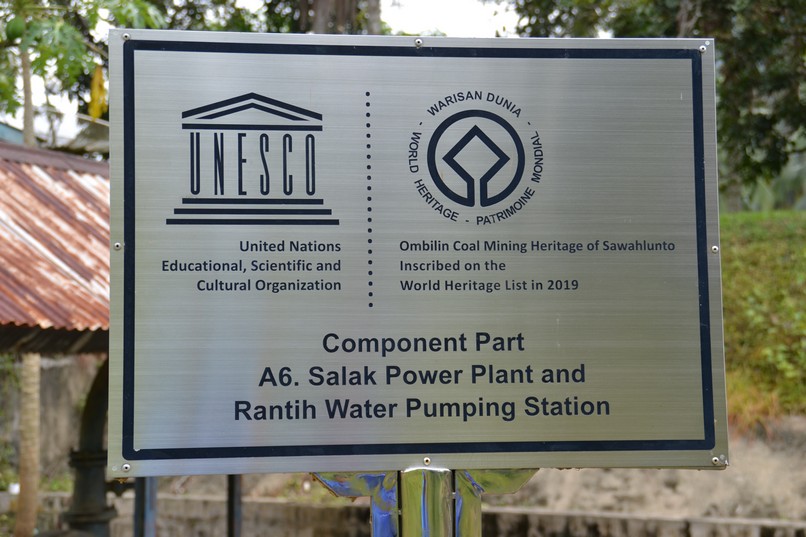 UNESCO
United Nations
Educational, Scientific and
Cultural Organization
WARISAN DUNIA - WORLD HERITAGE - PATRIMOINE MONDIAL -
Ombilin Coal Mining Heritage of Sawahlunto
Inscribed on the
World Heritage List in 2019
Component Part
A6. Salak Power Plant and
Rantih Water Pumping Station